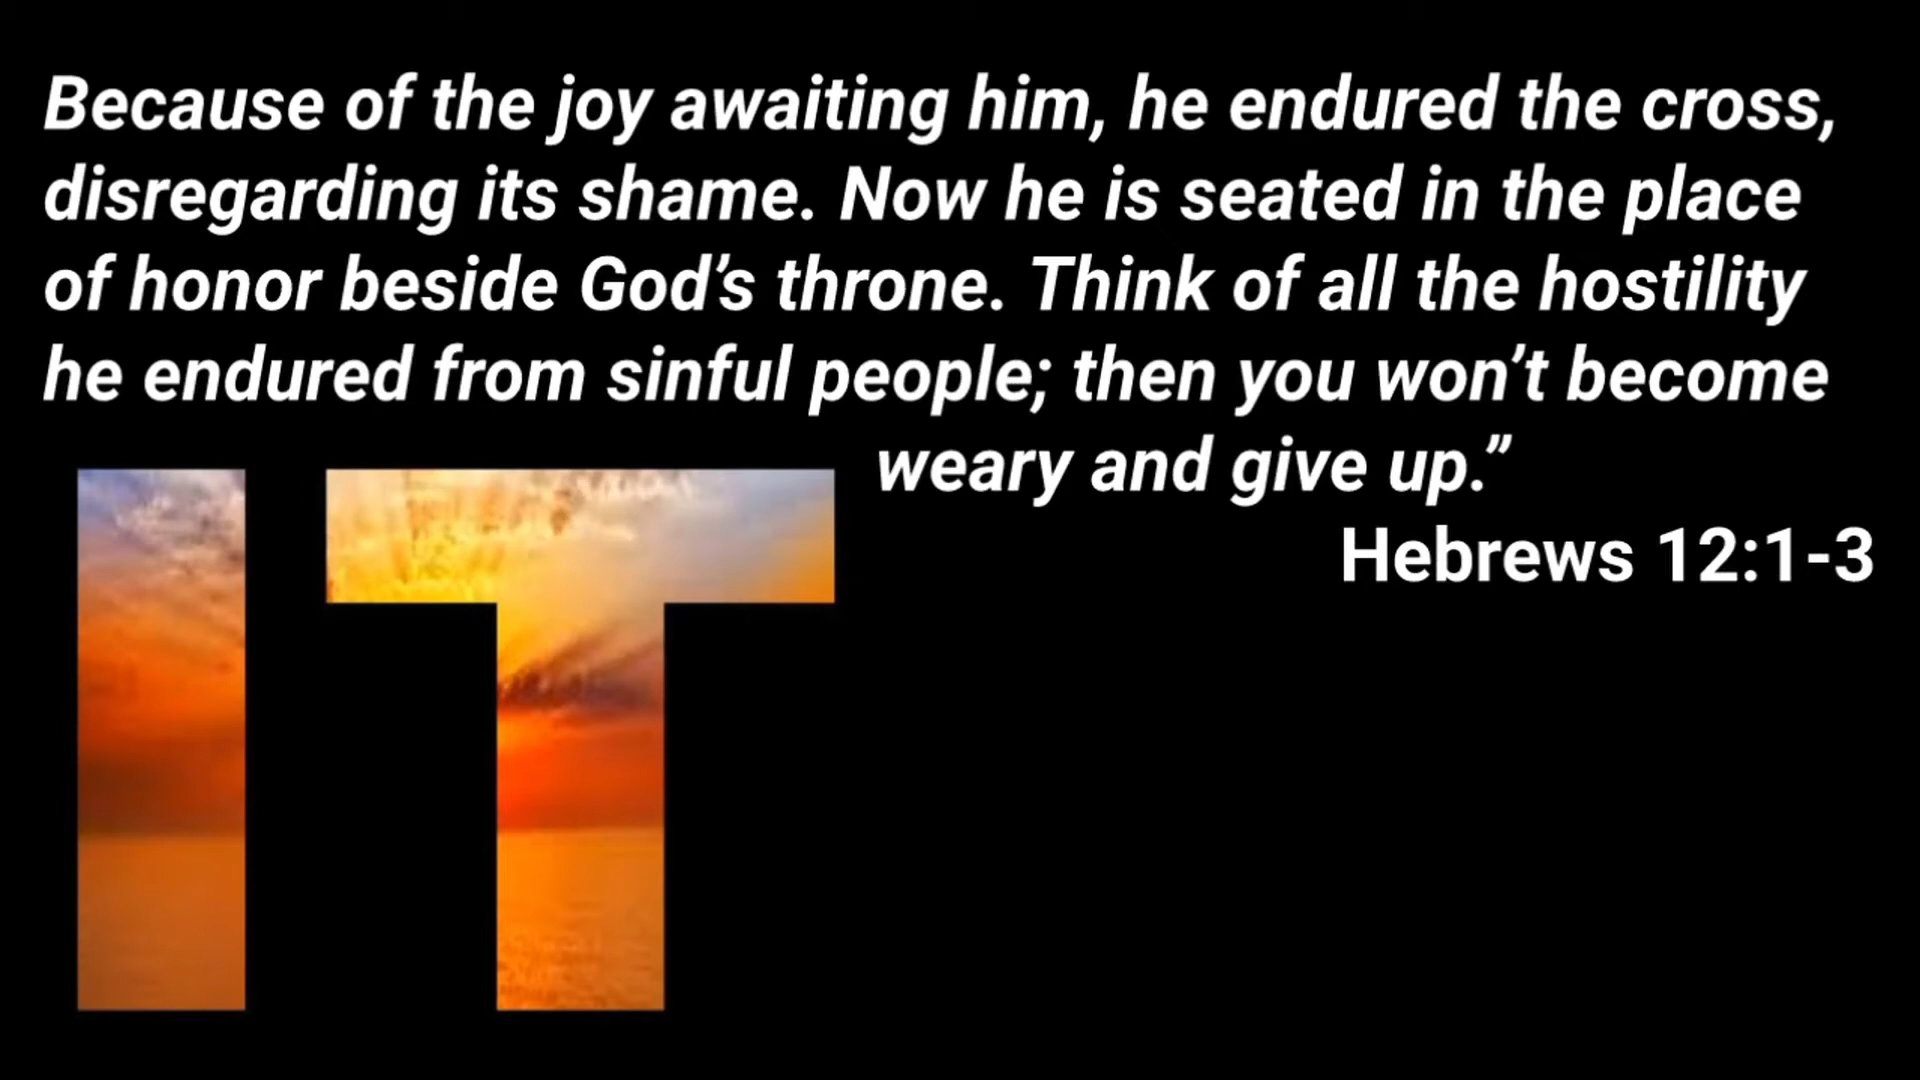 Because of the joy awaiting him, he endured the cross,
disregarding its shame. Now he is seated in the place
of honor beside God’s throne. Think of all the hostility
he endured from sinful people; then you won’t become
weary and give up.”
Hebrews 12:1-3
IT